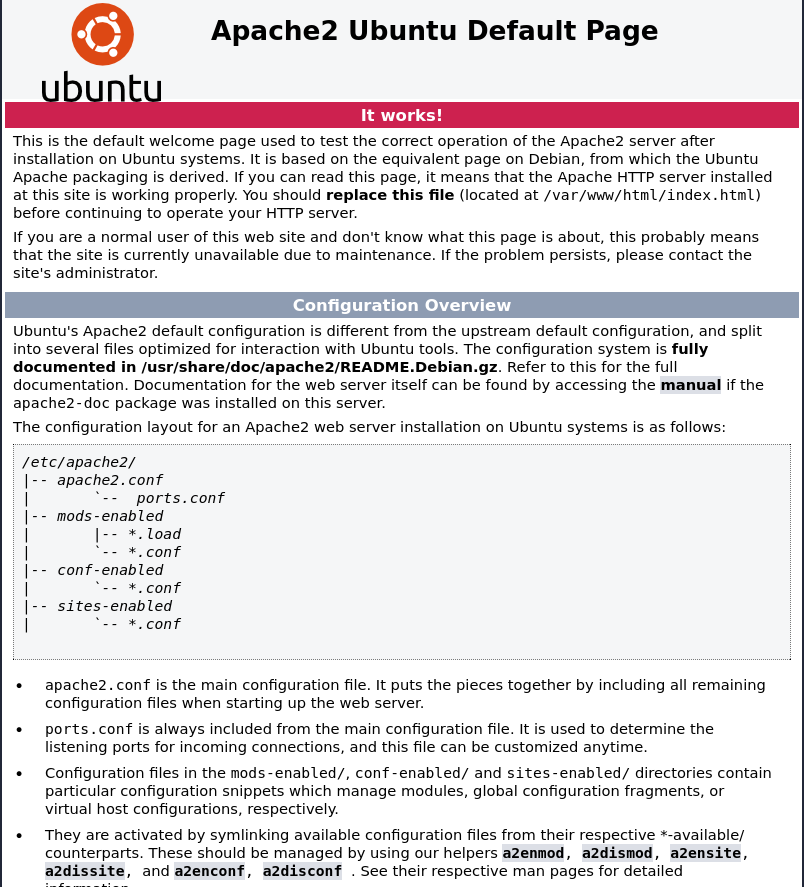 ubuntu
Apache2 Ubuntu Default Page
It works!
This is the default welcome page used to test the correct operation of the Apache2 server after
installation on Ubuntu systems. It is based on the equivalent page on Debian, from which the Ubuntu
Apache packaging is derived. If you can read this page, it means that the Apache HTTP server installed
at this site is working properly. You should replace this file (located at /var/www/html/index.html)
before continuing to operate your HTTP server.
If you are a normal user of this web site and don't know what this page is about, this probably means
that the site is currently unavailable due to maintenance. If the problem persists, please contact the
site's administrator.
Configuration Overview
Ubuntu's Apache2 default configuration is different from the upstream default configuration, and split
into several files optimized for interaction with Ubuntu tools. The configuration system is fully
documented in /usr/share/doc/apache2/README.Debian.gz. Refer to this for the full
documentation. Documentation for the web server itself can be found by accessing the manual if the
apache2-doc package was installed on this server.
The configuration layout for an Apache2 web server installation on Ubuntu systems is as follows:
/etc/apache2/
|-- apache2.conf
|       `--  ports.conf
|-- mods-enabled
|       |-- *.load
|       `-- *.conf
|-- conf-enabled
|       `-- *.conf
|-- sites-enabled
|       `-- *.conf
• apache2.conf is the main configuration file. It puts the pieces together by including all remaining
configuration files when starting up the web server.
• ports.conf is always included from the main configuration file. It is used to determine the
listening ports for incoming connections, and this file can be customized anytime.
• Configuration files in the mods-enabled/, conf-enabled/ and sites-enabled/ directories contain
particular configuration snippets which manage modules, global configuration fragments, or
virtual host configurations, respectively.
• They are activated by symlinking available configuration files from their respective *-available/
counterparts. These should be managed by using our helpers a2enmod, a2dismod, a2ensite,
a2dissite, and a2enconf, a2disconf . See their respective man pages for detailed